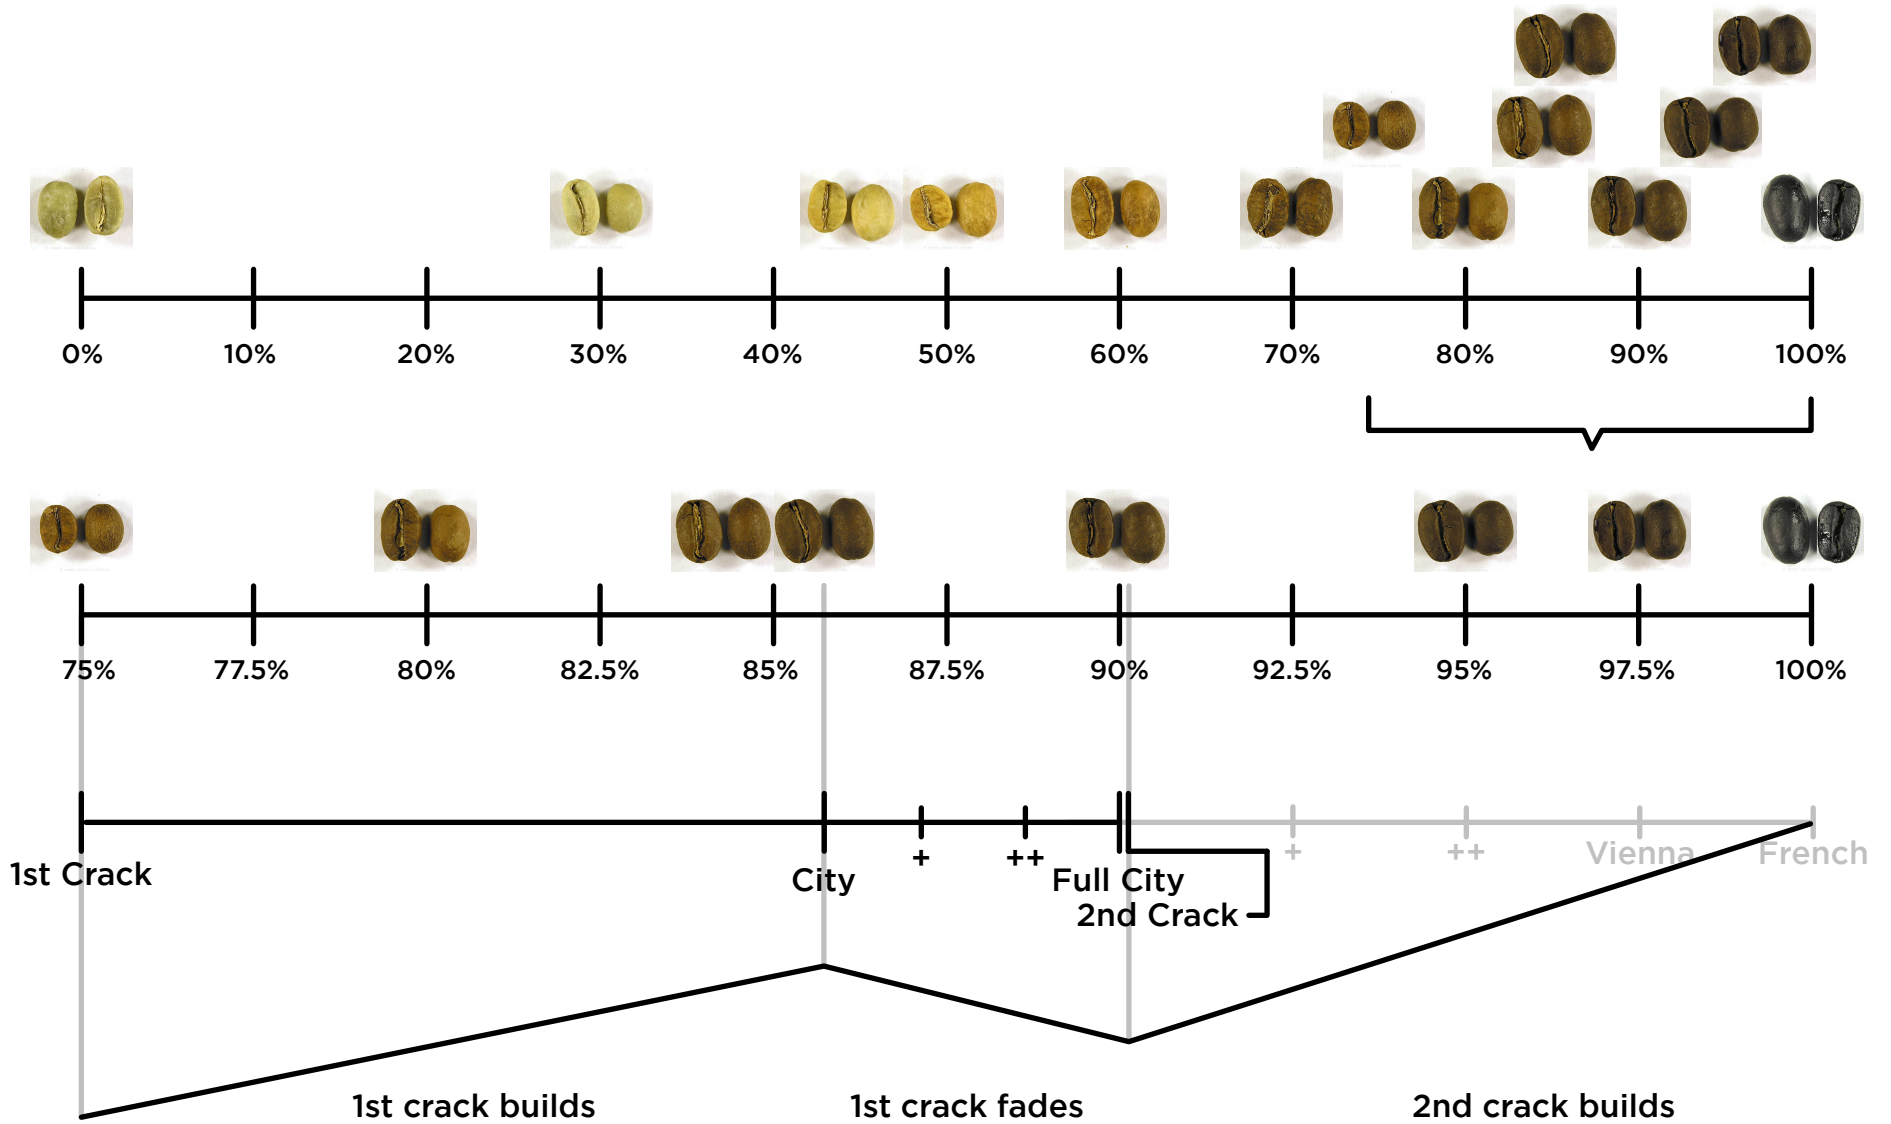 0% 10% 20% 30% 40% 50% 60% 70% 80% 90% 100%
75% 77.5% 80% 82.5% 85% 87.5% 90% 92.5% 95% 97.5% 100%
1st Crack City + ++ Full City + ++ Vienna French
2nd Crack
1st crack builds 1st crack fades 2nd crack builds